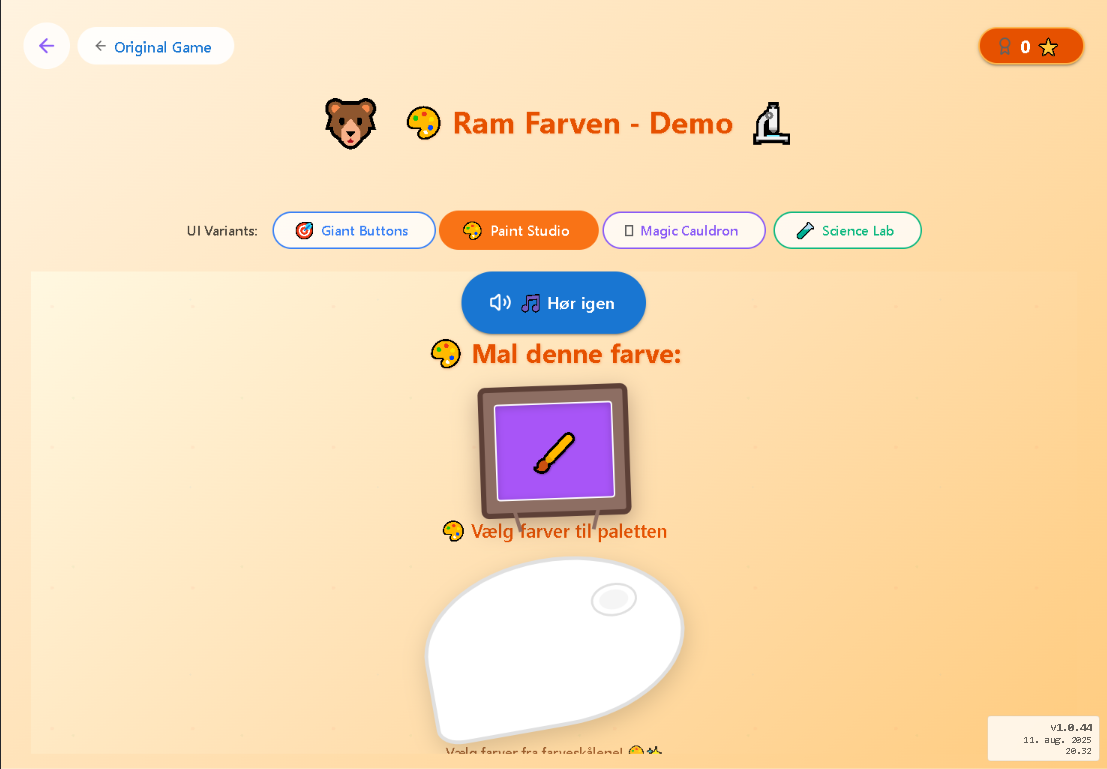 Original Game
0
Ram Farven - Demo
UI Variants:
Giant Buttons
Paint Studio
Magic Cauldron
Science Lab
Hør igen
Mal denne farve:
Vælg farver til paletten
Vælg farver fra farveskålene!
v1.0.44
11. aug. 2025
20.32